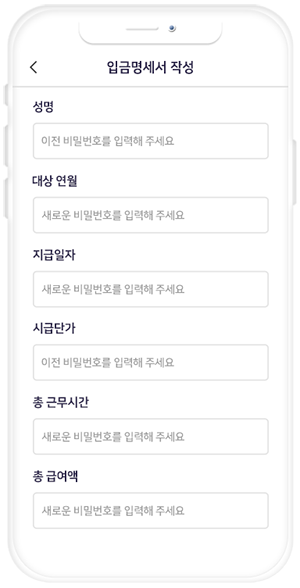 입금명세서 작성
성명
이전 비밀번호를 입력해 주세요
대상 연월
새로운 비밀번호를 입력해 주세요
지급일자
새로운 비밀번호를 입력해 주세요
시급단가
이전 비밀번호를 입력해 주세요
총 근무시간
새로운 비밀번호를 입력해 주세요
총 급여액
새로운 비밀번호를 입력해 주세요